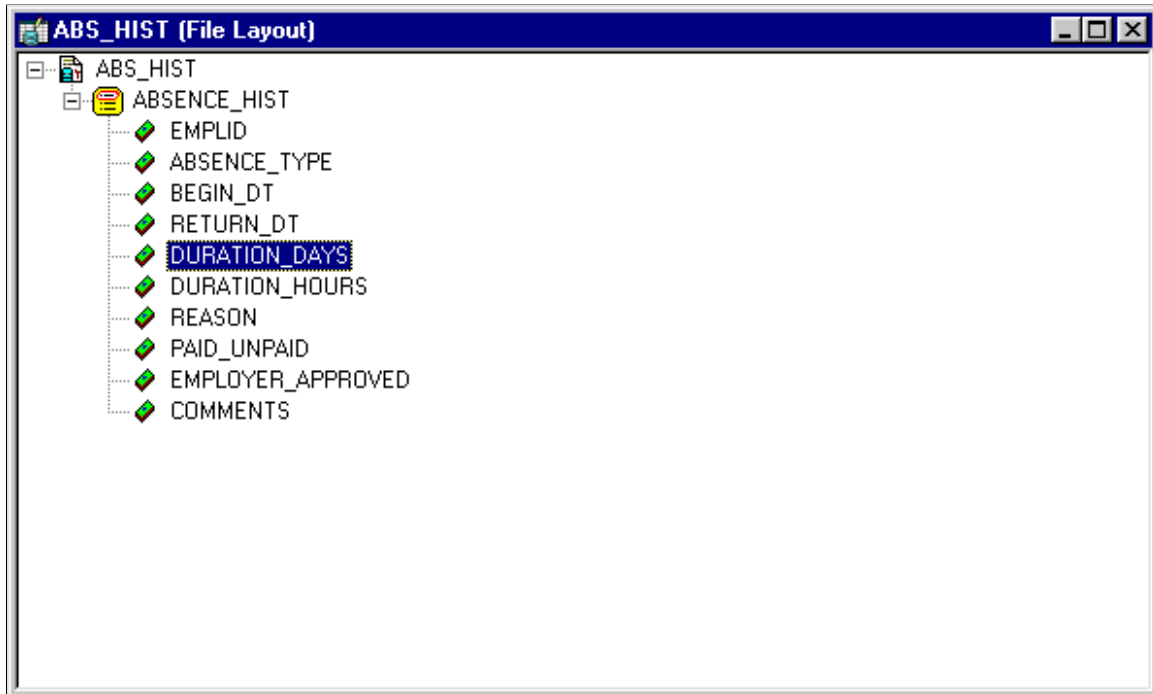 ABS_HIST (File Layout)
ABS_HIST
ABSENCE_HIST
EMPLID
ABSENCE_TYPE
BEGIN_DT
RETURN_DT
DURATION_DAYS
DURATION_HOURS
REASON
PAID_UNPAID
EMPLOYER_APPROVED
COMMENTS